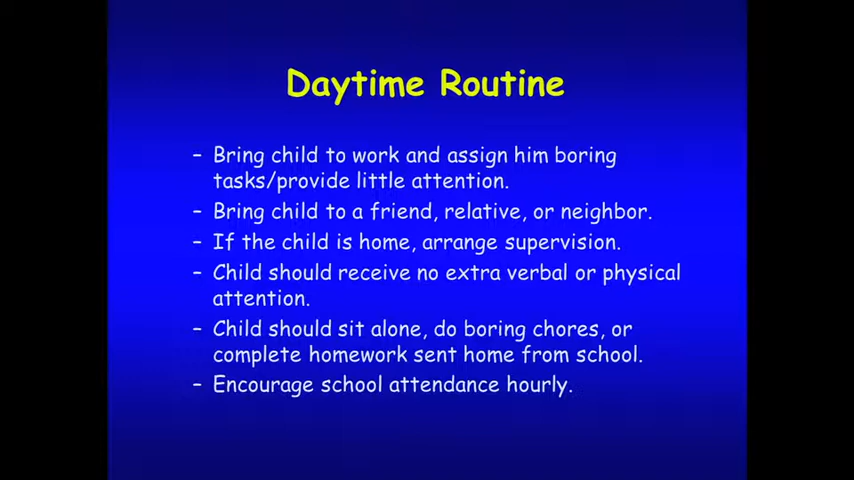 Daytime Routine
– Bring child to work and assign him boring
tasks/provide little attention.
– Bring child to a friend, relative, or neighbor.
– If the child is home, arrange supervision.
– Child should receive no extra verbal or physical
attention.
– Child should sit alone, do boring chores, or
complete homework sent home from school.
– Encourage school attendance hourly.